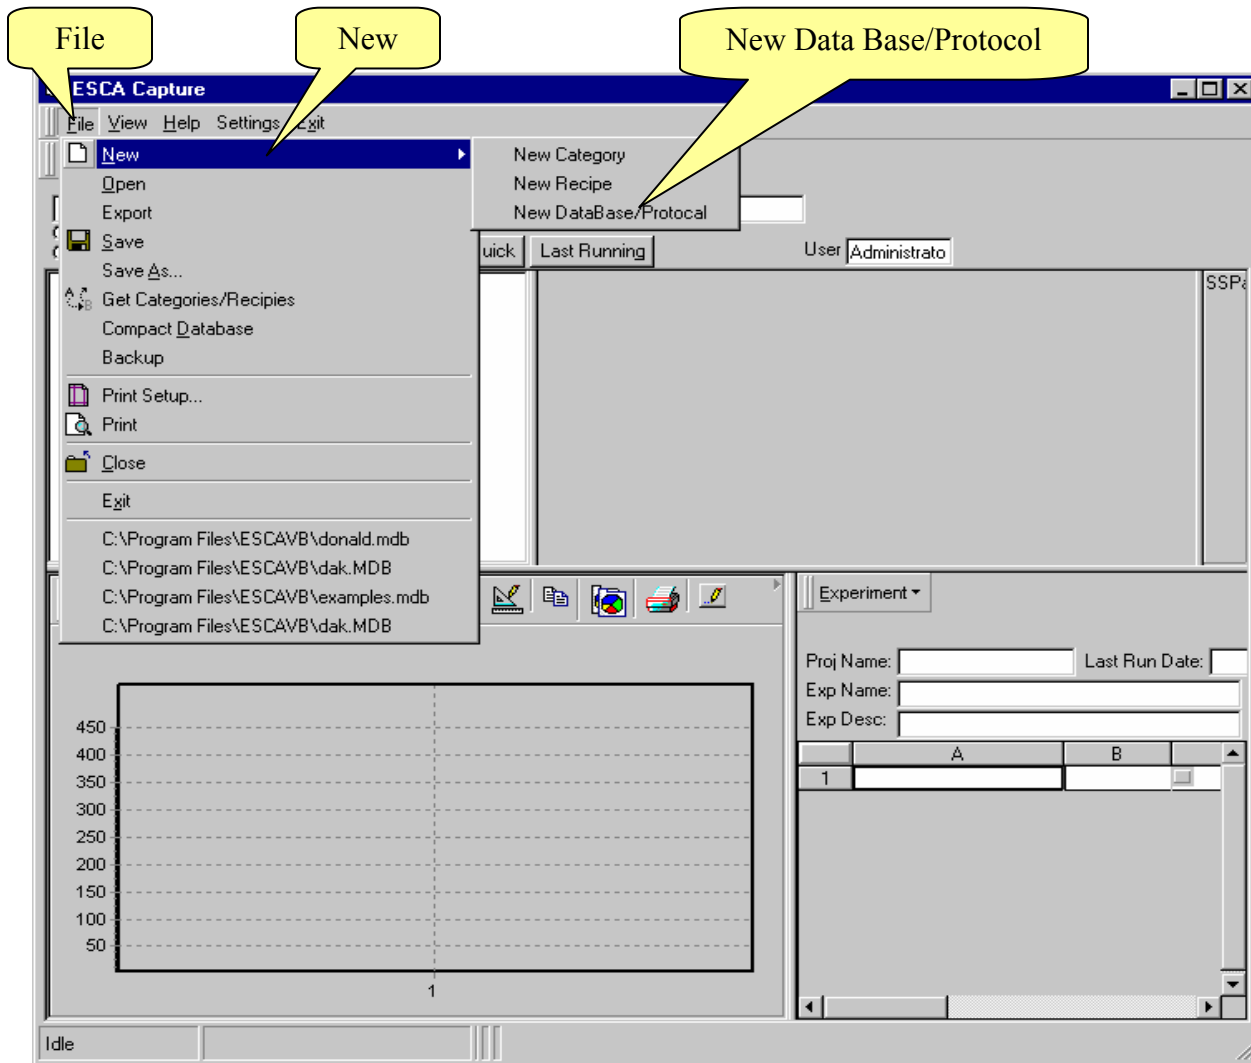 File
New
New Data Base/Protocol
ESCA Capture
File View Help Settings Exit
New
Open
Export
Save
Save As...
Get Categories/Recipies
Compact Database
Backup
Print Setup...
Print
Close
Exit
C:\Program Files\ESCAVB\donald.mdb
C:\Program Files\ESCAVB\dak.MDB
C:\Program Files\ESCAVB\examples.mdb
C:\Program Files\ESCAVB\dak.MDB
New Category
New Recipe
New DataBase/Protocal
uick
Last Running
User Administrato
SSPa
Experiment
Proj Name: Last Run Date:
Exp Name:
Exp Desc:
A B
1
450
400
350
300
250
200
150
100
50
1
Idle